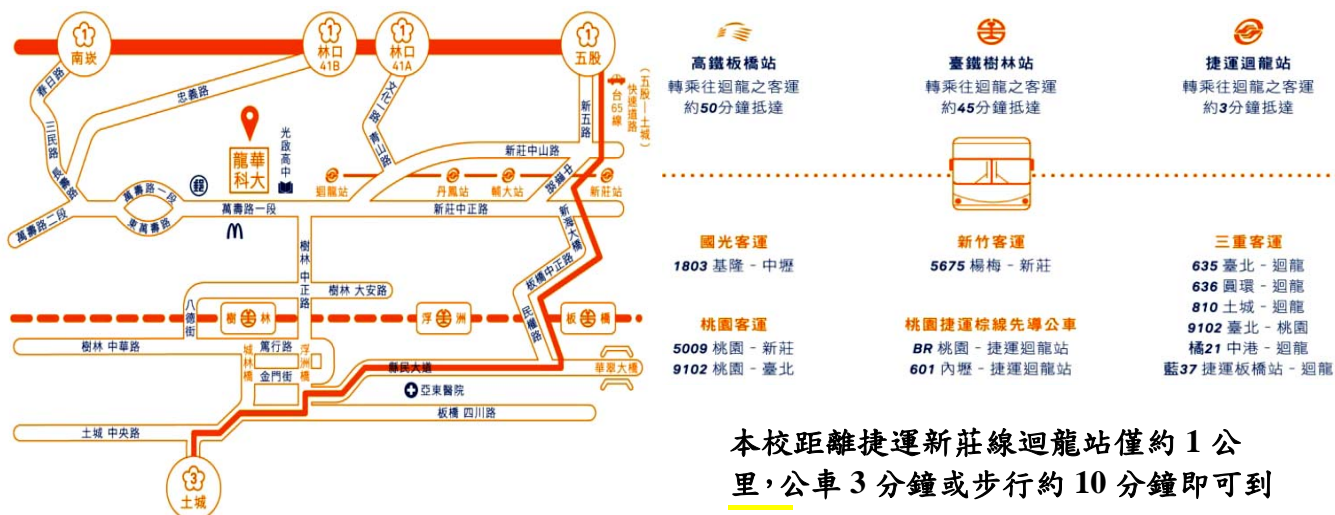 1
南崁
1
林口
41B
1
林口
41A
1
五股
春日路
忠義路
文化一路
青山路
新五路
台65線
快速道路
（五股｜土城）
三民路
長壽路
光啟高中
龍華科大
郵
新莊中山路
中華路
迴龍站
丹鳳站
輔大站
新莊站
萬壽路二段
萬壽路一段
東萬壽路
萬壽路一段
新莊中正路
新海大橋
樹林 中正路
板橋中正路
樹林 大安路
八德街
民權路
樹 林
浮 洲
板 橋
樹林 中華路
城林橋
篤行路
浮洲橋
金門街
縣民大道
華翠大橋
亞東醫院
板橋 四川路
土城 中央路
3
土城
高鐵板橋站
轉乘往迴龍之客運
約50分鐘抵達
臺鐵樹林站
轉乘往迴龍之客運
約45分鐘抵達
捷運迴龍站
轉乘往迴龍之客運
約3分鐘抵達
國光客運
1803 基隆 - 中壢
新竹客運
5675 楊梅 - 新莊
三重客運
635 臺北 - 迴龍
636 圓環 - 迴龍
810 土城 - 迴龍
9102 臺北 - 桃園
橘21 中港 - 迴龍
藍37 捷運板橋站 - 迴龍
桃園客運
5009 桃園 - 新莊
9102 桃園 - 臺北
桃園捷運棕線先導公車
BR 桃園 - 捷運迴龍站
601 內壢 - 捷運迴龍站
本校距離捷運新莊線迴龍站僅約 1 公
里，公車 3 分鐘或步行約 10 分鐘即可到